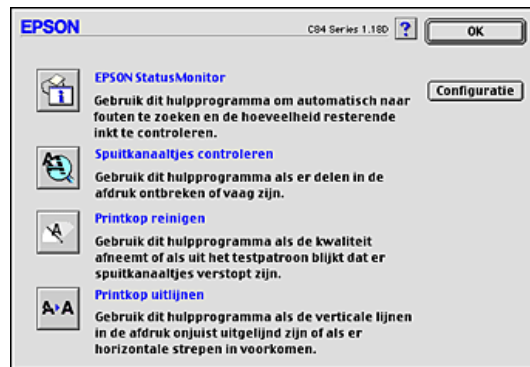 EPSON
C84 Series 1.18D
?
OK
EPSON StatusMonitor
Gebruik dit hulpprogramma om automatisch naar
fouten te zoeken en de hoeveelheid resterende
inkt te controleren.
Configuratie
Spuitkanaaltjes controleren
Gebruik dit hulpprogramma als er delen in de
afdruk ontbreken of vaag zijn.
Printkop reinigen
Gebruik dit hulpprogramma als de kwaliteit
afneemt of als uit het testpatroon blijkt dat er
spuitkanaaltjes verstopt zijn.
Printkop uitlijnen
Gebruik dit hulpprogramma als de verticale lijnen
in de afdruk onjuist uitgelijnd zijn of als er
horizontale strepen in voorkomen.